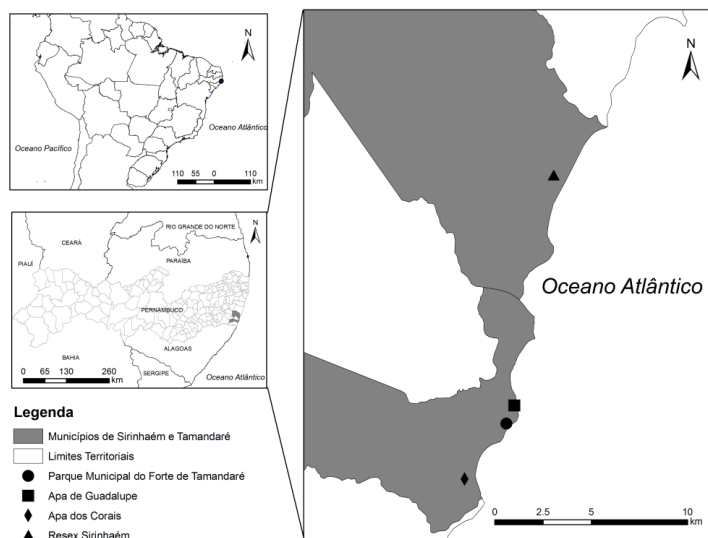 N
Oceano Pacífico
Oceano Atlântico
110 55 0 110
km
N
RIO GRANDE DO NORTE
CEARÁ
PIAUÍ
PARAÍBA
PERNAMBUCO
ALAGOAS
BAHIA
SERGIPE
Oceano Atlântico
0 65 130 260
km
Legenda
Municípios de Sirinhaém e Tamandaré
Limites Territoriais
Parque Municipal do Forte de Tamandaré
Apa de Guadalupe
Apa dos Corais
Resex Sirinhaém
N
Oceano Atlântico
0 2.5 5 10
km